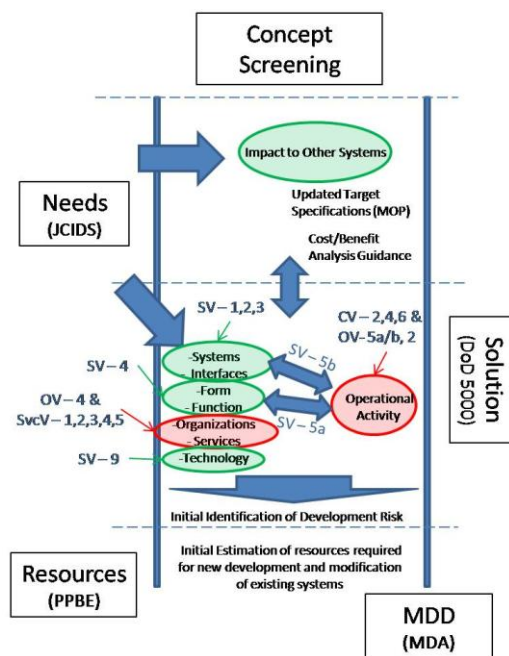 Concept
Screening
Impact to Other Systems
Updated Target
Specifications (MOP)
Needs
(JCIDS)
Cost/Benefit
Analysis Guidance
SV – 1,2,3
CV – 2,4,6 &
OV- 5a/b, 2
SV – 4
-Systems
- Interfaces
SV – 5b
-Form
- Function
Operational
Activity
Solution
(DoD 5000)
OV – 4 &
SvcV – 1,2,3,4,5
-Organizations
- Services
SV – 5a
SV – 9
-Technology
Initial Identification of Development Risk
Initial Estimation of resources required
for new development and modification
of existing systems
Resources
(PPBE)
MDD
(MDA)